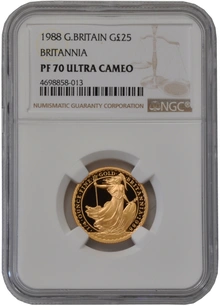 1988 G.BRITAIN G£25
BRITANNIA
PF 70 ULTRA CAMEO
4698858-013
NUMISMATIC GUARANTY CORPORATION
NGC